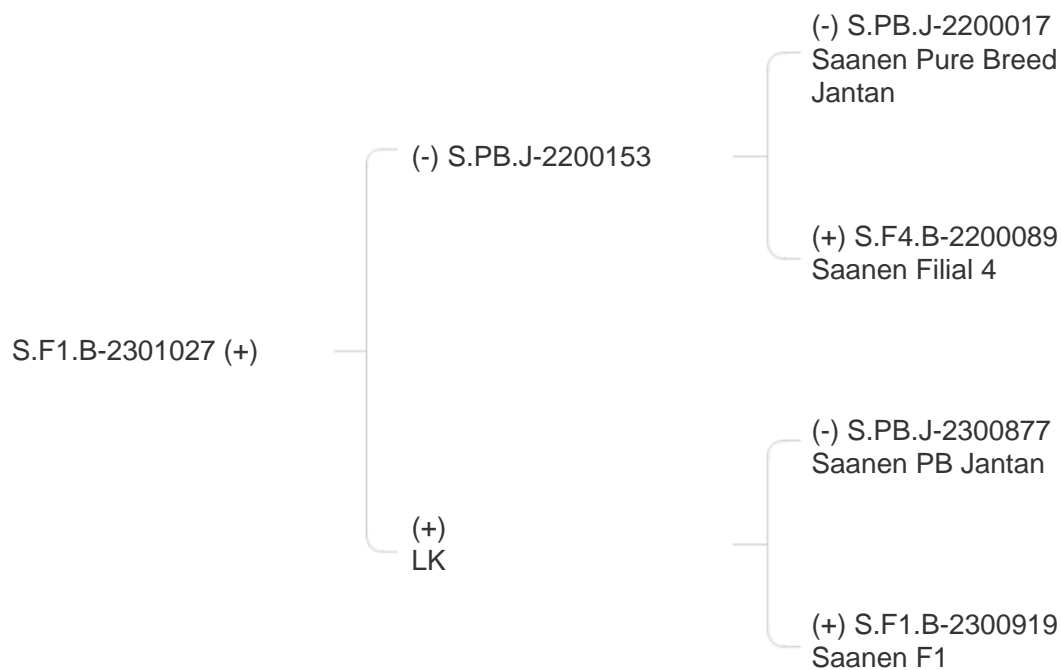 (-) S.PB.J-2200017
Saanen Pure Breed
Jantan
(-) S.PB.J-2200153
(+) S.F4.B-2200089
Saanen Filial 4
S.F1.B-2301027 (+)
(-) S.PB.J-2300877
Saanen PB Jantan
(+)
LK
(+) S.F1.B-2300919
Saanen F1